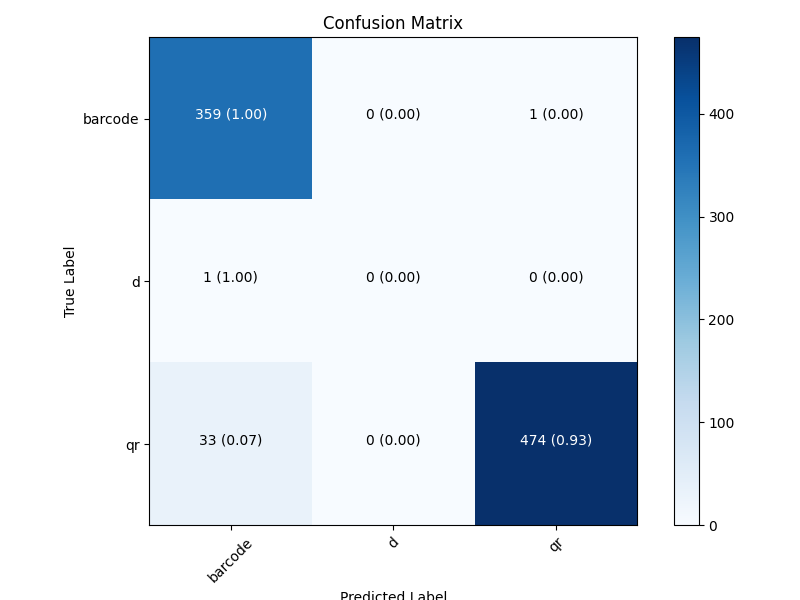 Confusion Matrix
True Label
barcode
359 (1.00)
0 (0.00)
1 (0.00)
d
1 (1.00)
0 (0.00)
0 (0.00)
qr
33 (0.07)
0 (0.00)
474 (0.93)
barcode
d
qr
Predicted Label
400
300
200
100
0